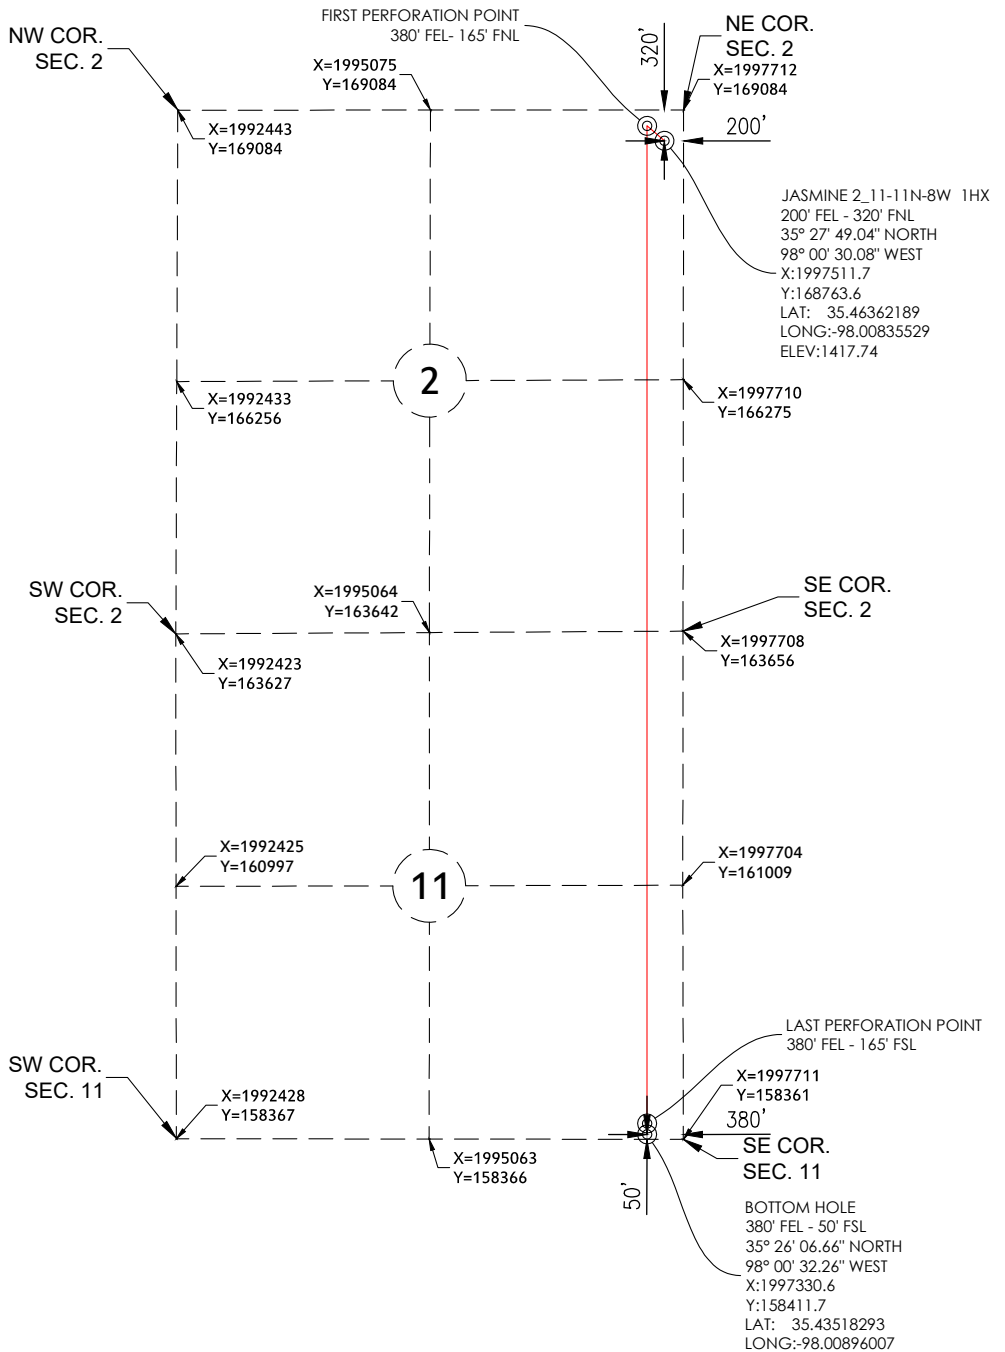 FIRST PERFORATION POINT
380' FEL- 165' FNL
320'
NE COR.
SEC. 2
X=1997712
Y=169084
NW COR.
SEC. 2
X=1995075
Y=169084
X=1992443
Y=169084
200'
JASMINE 2_11-11N-8W 1HX
200' FEL - 320' FNL
35° 27' 49.04" NORTH
98° 00' 30.08" WEST
X:1997511.7
Y:168763.6
LAT: 35.46362189
LONG:-98.00835529
ELEV:1417.74
2
X=1992433
Y=166256
X=1997710
Y=166275
SW COR.
SEC. 2
X=1995064
Y=163642
SE COR.
SEC. 2
X=1992423
Y=163627
X=1997708
Y=163656
X=1992425
Y=160997
11
X=1997704
Y=161009
LAST PERFORATION POINT
380' FEL - 165' FSL
SW COR.
SEC. 11
X=1992428
Y=158367
X=1997711
Y=158361
380'
SE COR.
SEC. 11
X=1995063
Y=158366
50'
BOTTOM HOLE
380' FEL - 50' FSL
35° 26' 06.66" NORTH
98° 00' 32.26" WEST
X:1997330.6
Y:158411.7
LAT: 35.43518293
LONG:-98.00896007